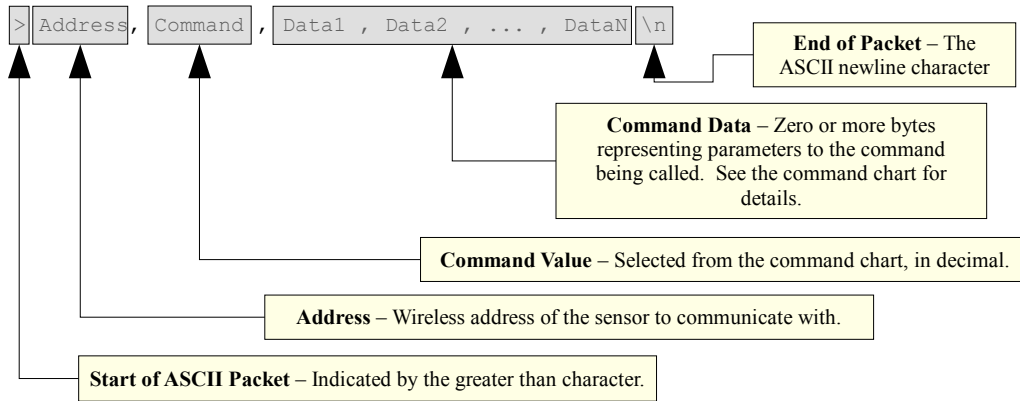 > Address, Command , Data1 , Data2 , ... , DataN \n
End of Packet – The
ASCII newline character
Command Data – Zero or more bytes
representing parameters to the command
being called.  See the command chart for
details.
Command Value – Selected from the command chart, in decimal.
Address – Wireless address of the sensor to communicate with.
Start of ASCII Packet – Indicated by the greater than character.